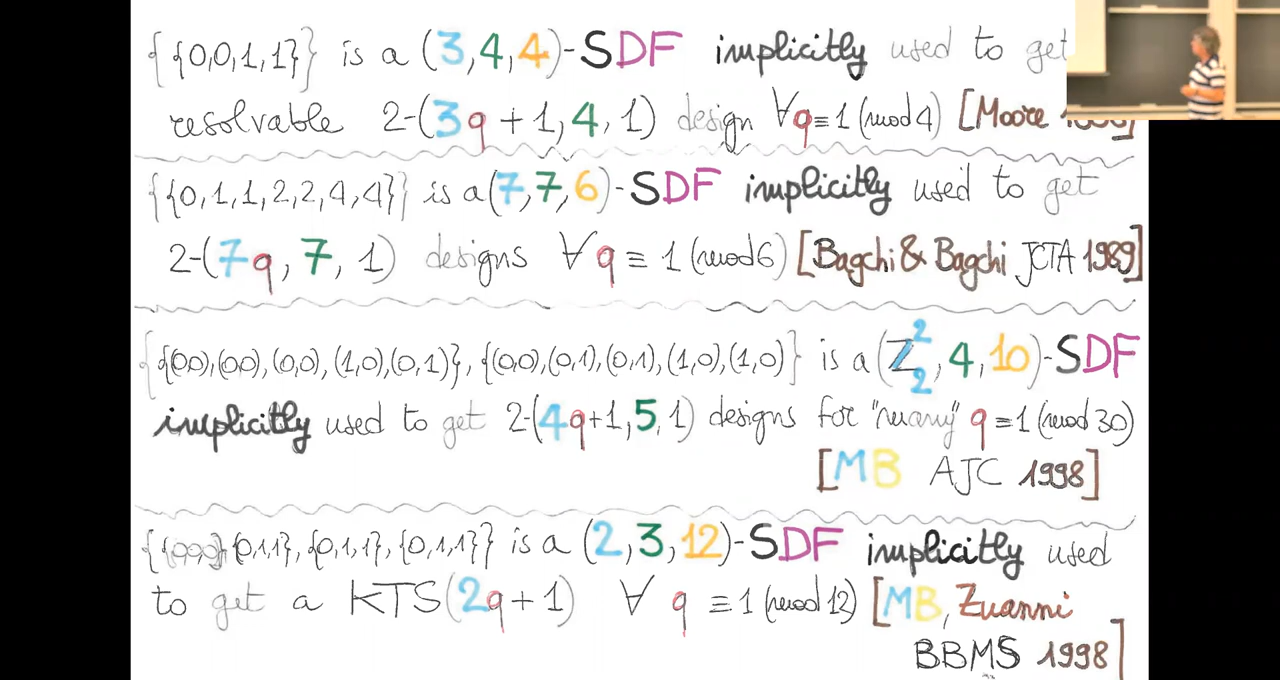 {{0,0,1,1}} is a (3,4,4)-SDF implicitly used to get
resolvable 2-(3q+1,4,1) design ∀q≡1(mod4) [Moore
{{0,1,1,2,2,4,4}} is a (7,7,6)-SDF implicitly used to get
2-(7q,7,1) designs ∀ q≡1(mod6) [Bagchi & Bagchi JCTA 1989]
{{(0,0),(0,0),(0,0),(1,0),(0,1)},{(0,0),(0,1),(0,1),(1,0),(1,0)} is a (Z₂²,4,10)-SDF
implicitly used to get 2-(4q+1,5,1) designs for "many" q≡1(mod 30)
[MB AJC 1998]
{{0,0,0},{0,1,1},{0,1,1},{0,1,1}} is a (2,3,12)-SDF implicitly used
to get a KTS(2q+1) ∀ q≡1(mod 12) [MB, Zuanni
BBMS 1998]